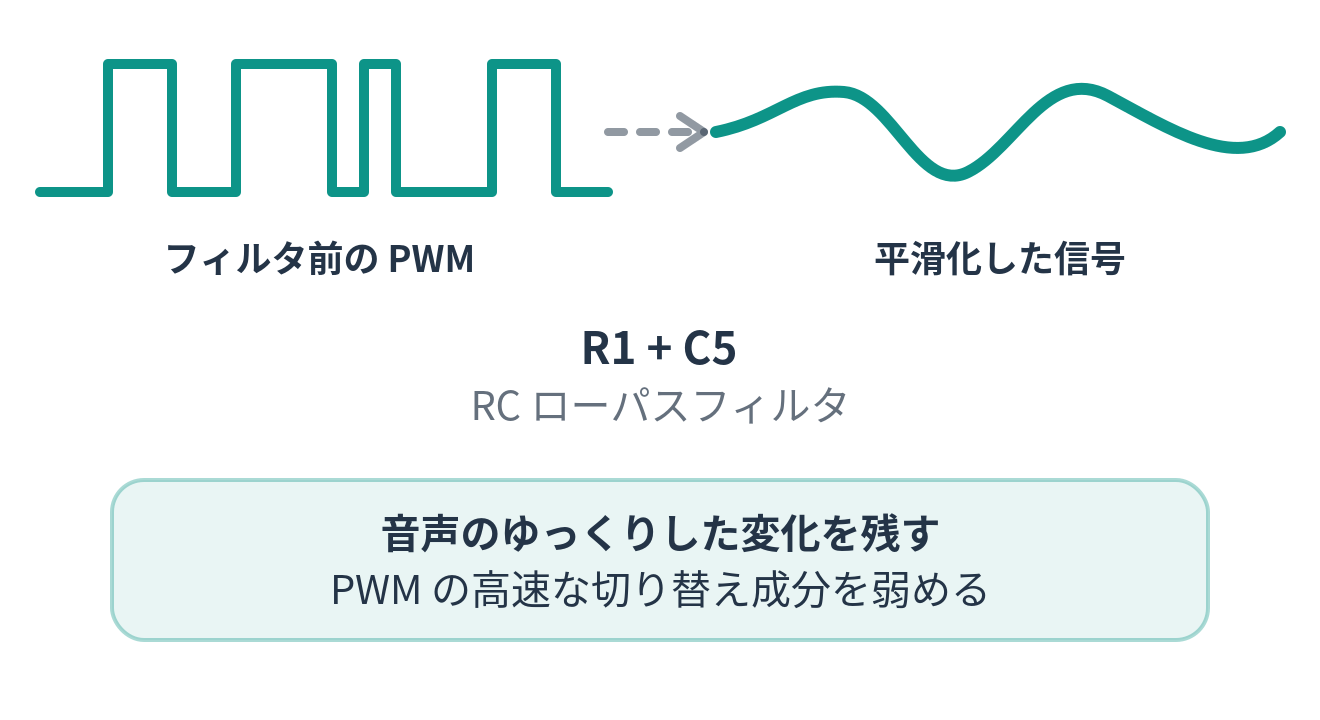 フィルタ前の PWM
平滑化した信号
R1 + C5
RC ローパスフィルタ
音声のゆっくりした変化を残す
PWM の高速な切り替え成分を弱める